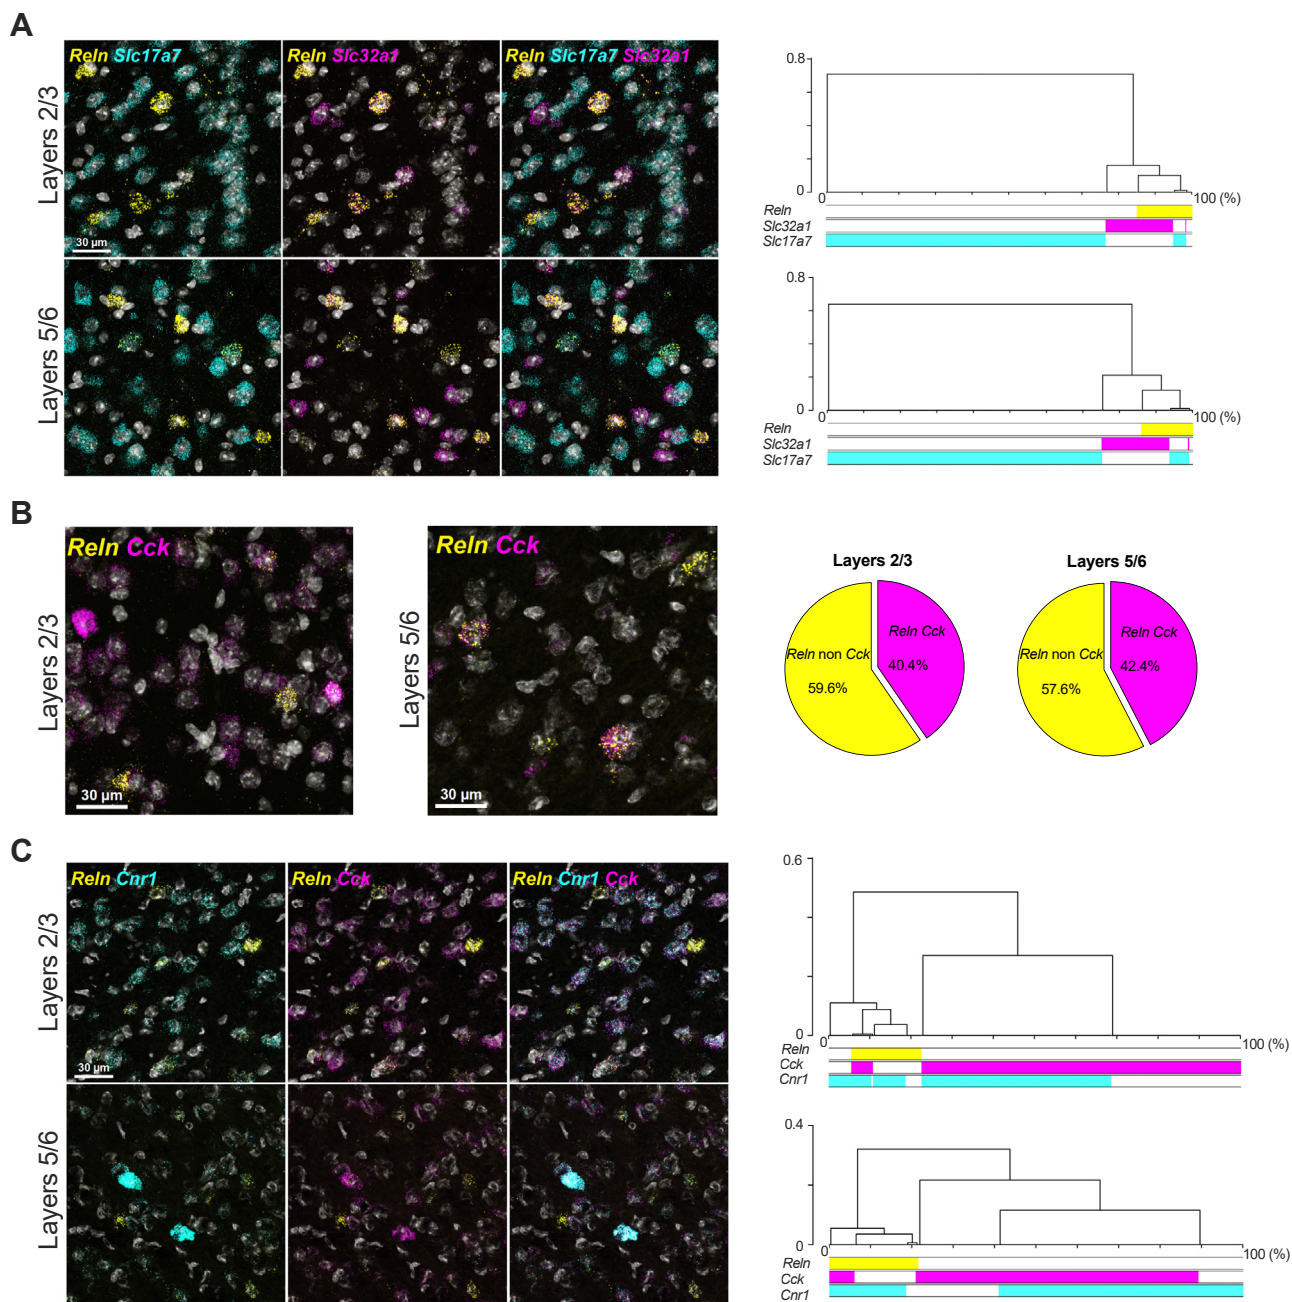 A
Layers 2/3
Reln Slc17a7
Reln Slc32a1
Reln Slc17a7 Slc32a1
30 µm
0.8
0
0
100 (%)
Reln
Slc32a1
Slc17a7
Layers 5/6
0.8
0
0
100 (%)
Reln
Slc32a1
Slc17a7
B
Layers 2/3
Reln Cck
30 µm
Layers 5/6
Reln Cck
30 µm
Layers 2/3
Reln Cck
40.4%
Reln non Cck
59.6%
Layers 5/6
Reln Cck
42.4%
Reln non Cck
57.6%
C
Layers 2/3
Reln Cnr1
Reln Cck
Reln Cnr1 Cck
30 µm
0.6
0
0
100 (%)
Reln
Cck
Cnr1
Layers 5/6
0.4
0
0
100 (%)
Reln
Cck
Cnr1